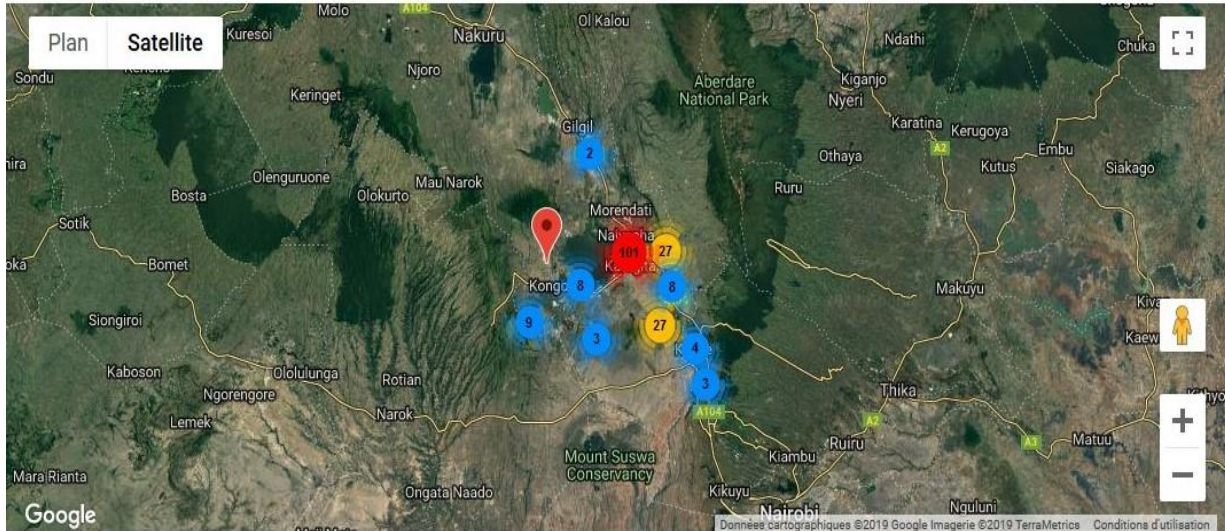 Molo
A104
Ol Kalou
Kuresoi
Nakuru
Plan
Satellite
Ndathi
Chuka
Sondu
Njoro
Aberdare
National Park
Kiganjo
Keringet
Nyeri
Gilgil
Karatina
Kerugoya
A2
Embu
2
Othaya
Kutus
Siakago
Olenguruone
Mau Narok
Ruru
Bosta
Olokurto
Morendati
Sotik
101
27
Bomet
8
8
Makuyu
Siongiroi
9
27
3
4
Kaboson
Ololulunga
Rotian
3
Thika
Ngorengore
Narok
A104
A2
Lemek
A3
Matuu
Ruiru
Mount Suswa
Conservancy
Kiambu
Mara Rianta
Ongata Naado
Kikuyu
Nguluni
Google
Nairobi
Données cartographiques ©2019 Google Imagerie ©2019 TerraMetrics
Conditions d'utilisation